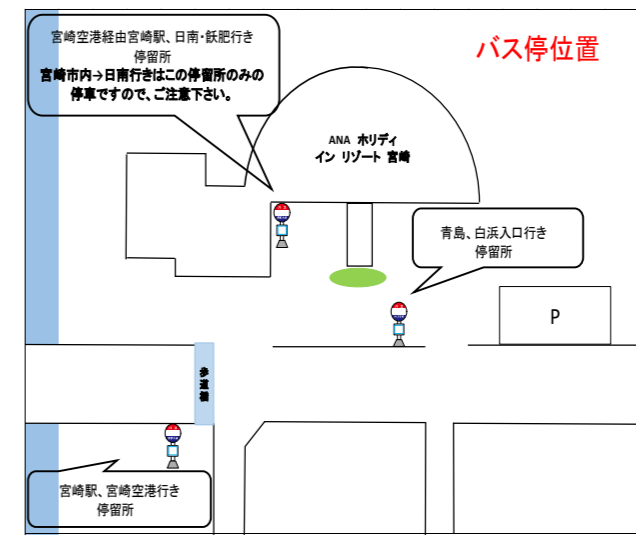 バス停位置
宮崎空港経由宮崎駅、日南・飫肥行き
停留所
宮崎市内→日南行きはこの停留所のみの
停車ですので、ご注意下さい。
ANA ホリディ
イン リゾート 宮崎
青島、白浜入口行き
停留所
P
歩道橋
宮崎駅、宮崎空港行き
停留所